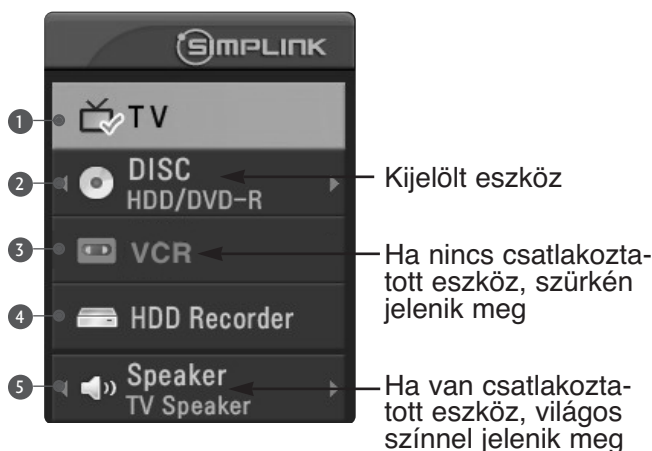 SIMPLINK
1 TV
2 DISC
HDD/DVD-R
Kijelölt eszköz
3 VCR
Ha nincs csatlakozta-
tott eszköz, szürkén
jelenik meg
4 HDD Recorder
5 Speaker
TV Speaker
Ha van csatlakozta-
tott eszköz, világos
színnel jelenik meg